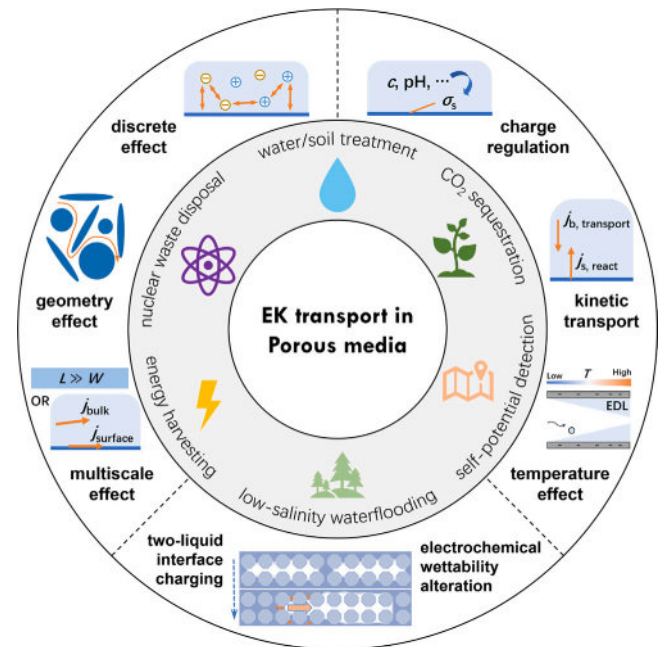 discrete
effect
c, pH, ···
σs
charge
regulation
water/soil treatment
CO2 sequestration
nuclear waste disposal
geometry
effect
jb, transport
js, react
kinetic
transport
EK transport in
Porous media
L ≫ W
OR
jbulk
jsurface
multiscale
effect
energy harvesting
self-potential detection
Low T High
EDL
temperature
effect
low-salinity waterflooding
two-liquid
interface
charging
electrochemical
wettability
alteration